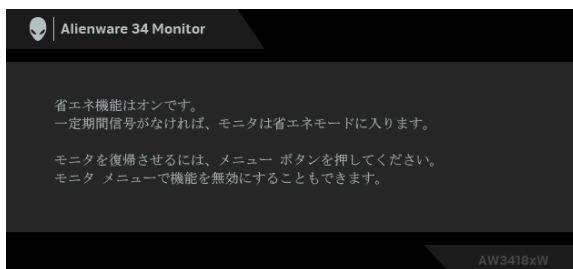 Alienware 34 Monitor
省エネ機能はオンです。
一定期間信号がなければ、モニタは省エネモードに入ります。
モニタを復帰させるには、メニュー ボタンを押してください。
モニタ メニューで機能を無効にすることもできます。
AW3418xW